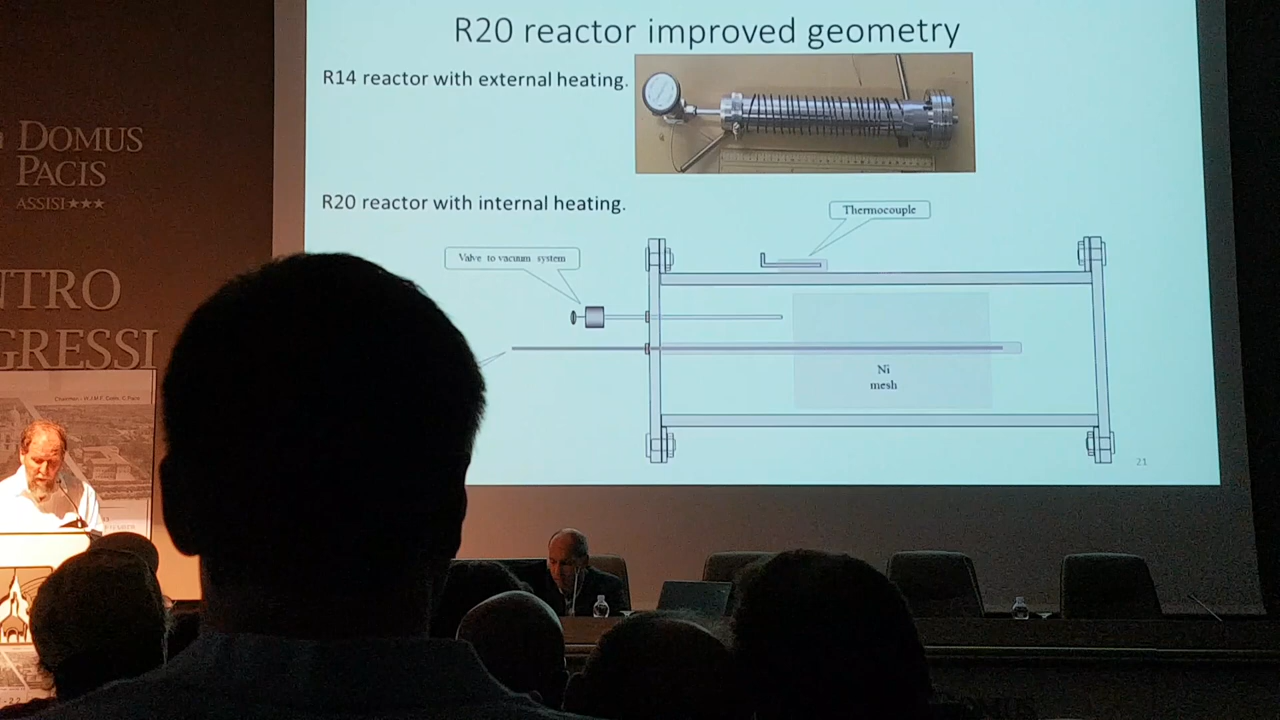 R20 reactor improved geometry
R14 reactor with external heating.
R20 reactor with internal heating.
Thermocouple
Valve to vacuum system
Ni
mesh
21
DOMUS
PACIS
ASSISI★★★
NTRO
GRESSI
DOMUS